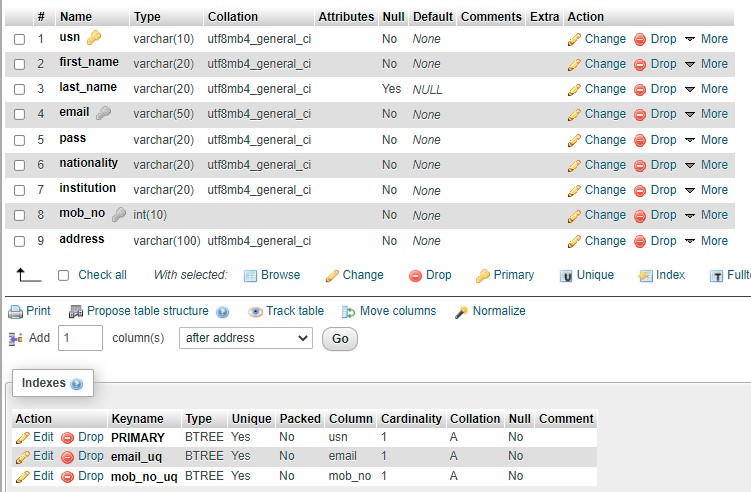 # Name Type Collation Attributes Null Default Comments Extra Action
1 usn varchar(10) utf8mb4_general_ci No None Change Drop More
2 first_name varchar(20) utf8mb4_general_ci No None Change Drop More
3 last_name varchar(20) utf8mb4_general_ci Yes NULL Change Drop More
4 email varchar(50) utf8mb4_general_ci No None Change Drop More
5 pass varchar(20) utf8mb4_general_ci No None Change Drop More
6 nationality varchar(20) utf8mb4_general_ci No None Change Drop More
7 institution varchar(20) utf8mb4_general_ci No None Change Drop More
8 mob_no int(10) No None Change Drop More
9 address varchar(100) utf8mb4_general_ci No None Change Drop More
Check all With selected: Browse Change Drop Primary U Unique Index T Fullt
Print Propose table structure Track table Move columns Normalize
Add 1 column(s) after address Go
Indexes
Action Keyname Type Unique Packed Column Cardinality Collation Null Comment
Edit Drop PRIMARY BTREE Yes No usn 1 A No
Edit Drop email_uq BTREE Yes No email 1 A No
Edit Drop mob_no_uq BTREE Yes No mob_no 1 A No